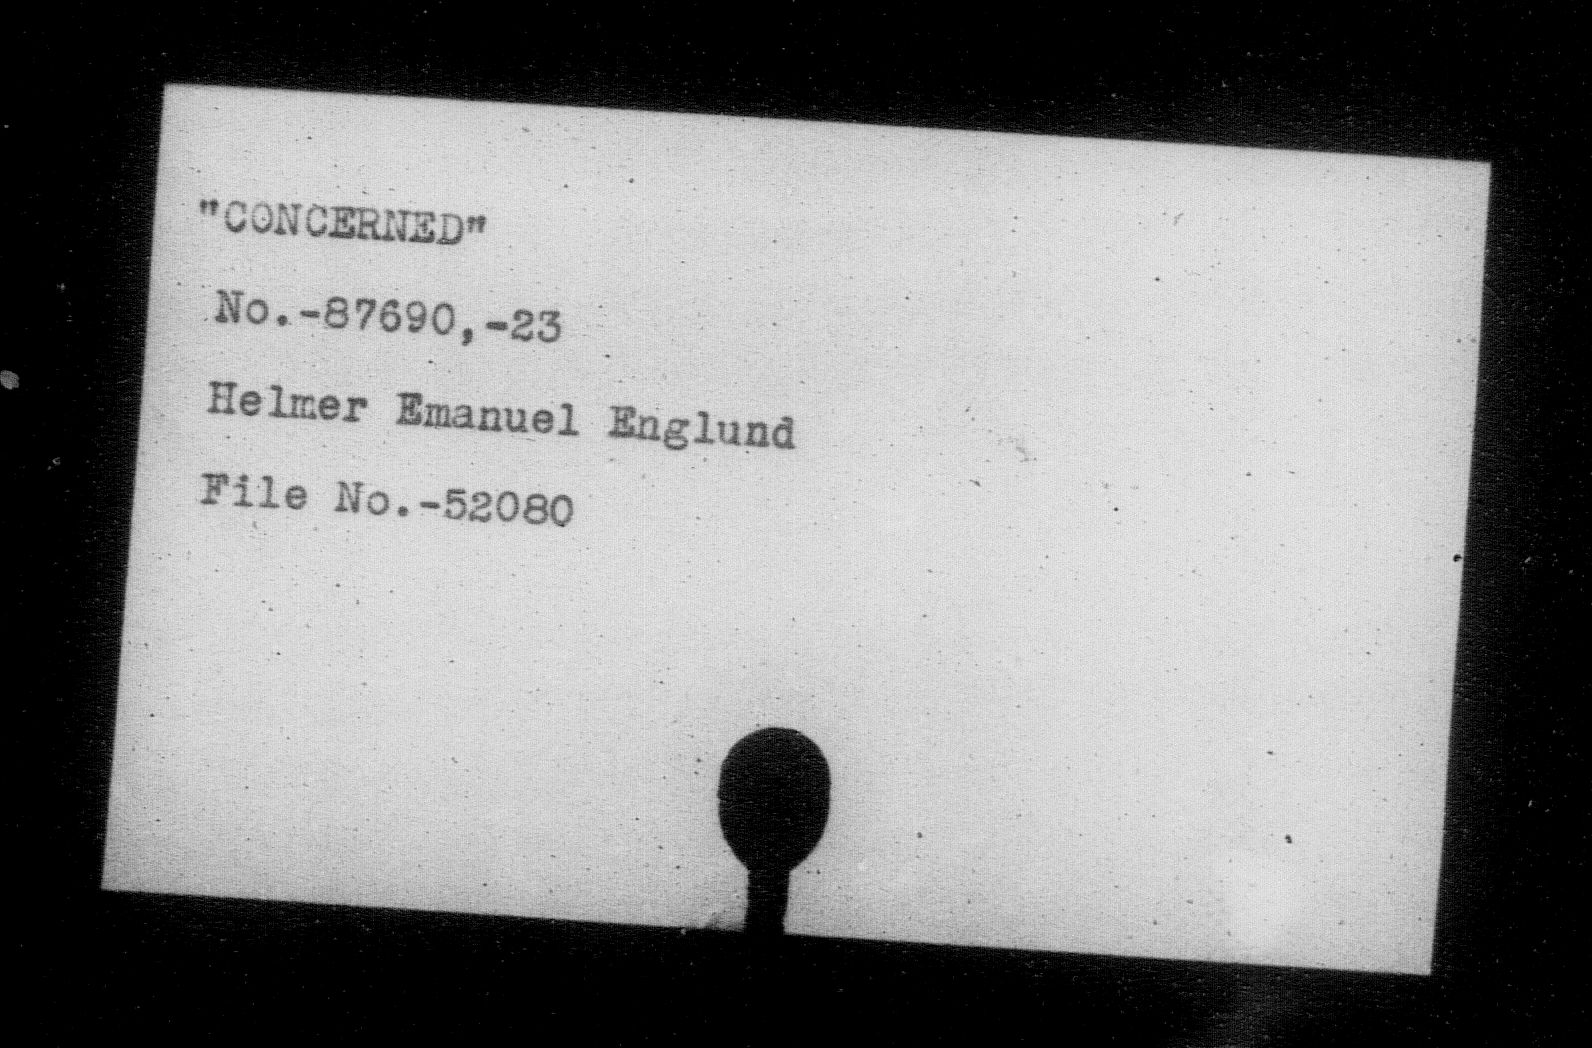 "CONCERNED"
No.-87690,-23
Helmer Emanuel Englund
File No.-52080